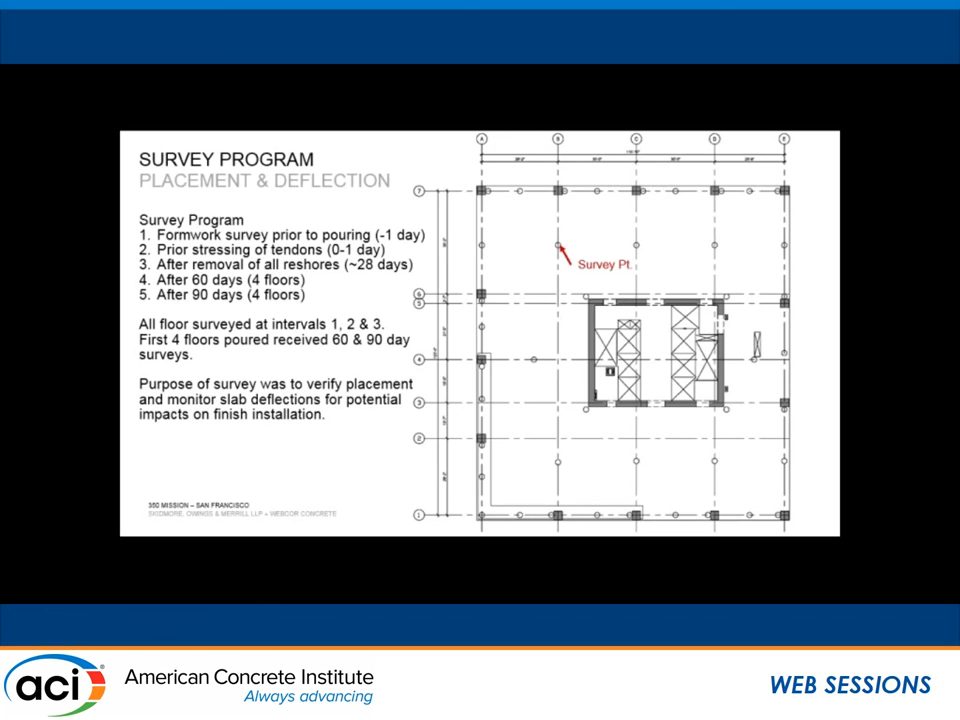 SURVEY PROGRAM
PLACEMENT & DEFLECTION
Survey Program
1. Formwork survey prior to pouring (-1 day)
2. Prior stressing of tendons (0-1 day)
3. After removal of all reshores (~28 days)
4. After 60 days (4 floors)
5. After 90 days (4 floors)
All floor surveyed at intervals 1, 2 & 3.
First 4 floors poured received 60 & 90 day
surveys.
Purpose of survey was to verify placement
and monitor slab deflections for potential
impacts on finish installation.
350 MISSION – SAN FRANCISCO
SKIDMORE, OWINGS & MERRILL LLP + WEBCOR CONCRETE
A B C D E
7
Survey Pt.
6
5
4
3
2
1
aci®
American Concrete Institute
Always advancing
WEB SESSIONS